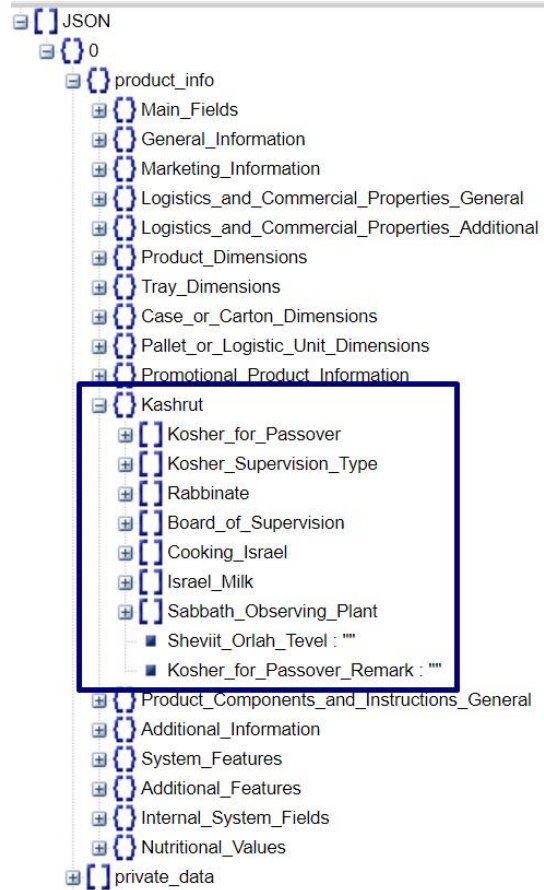 JSON
0
product_info
Main_Fields
General_Information
Marketing_Information
Logistics_and_Commercial_Properties_General
Logistics_and_Commercial_Properties_Additional
Product_Dimensions
Tray_Dimensions
Case_or_Carton_Dimensions
Pallet_or_Logistic_Unit_Dimensions
Promotional_Product_Information
Kashrut
Kosher_for_Passover
Kosher_Supervision_Type
Rabbinate
Board_of_Supervision
Cooking_Israel
Israel_Milk
Sabbath_Observing_Plant
Sheviit_Orlah_Tevel : ""
Kosher_for_Passover_Remark : ""
Product_Components_and_Instructions_General
Additional_Information
System_Features
Additional_Features
Internal_System_Fields
Nutritional_Values
private_data